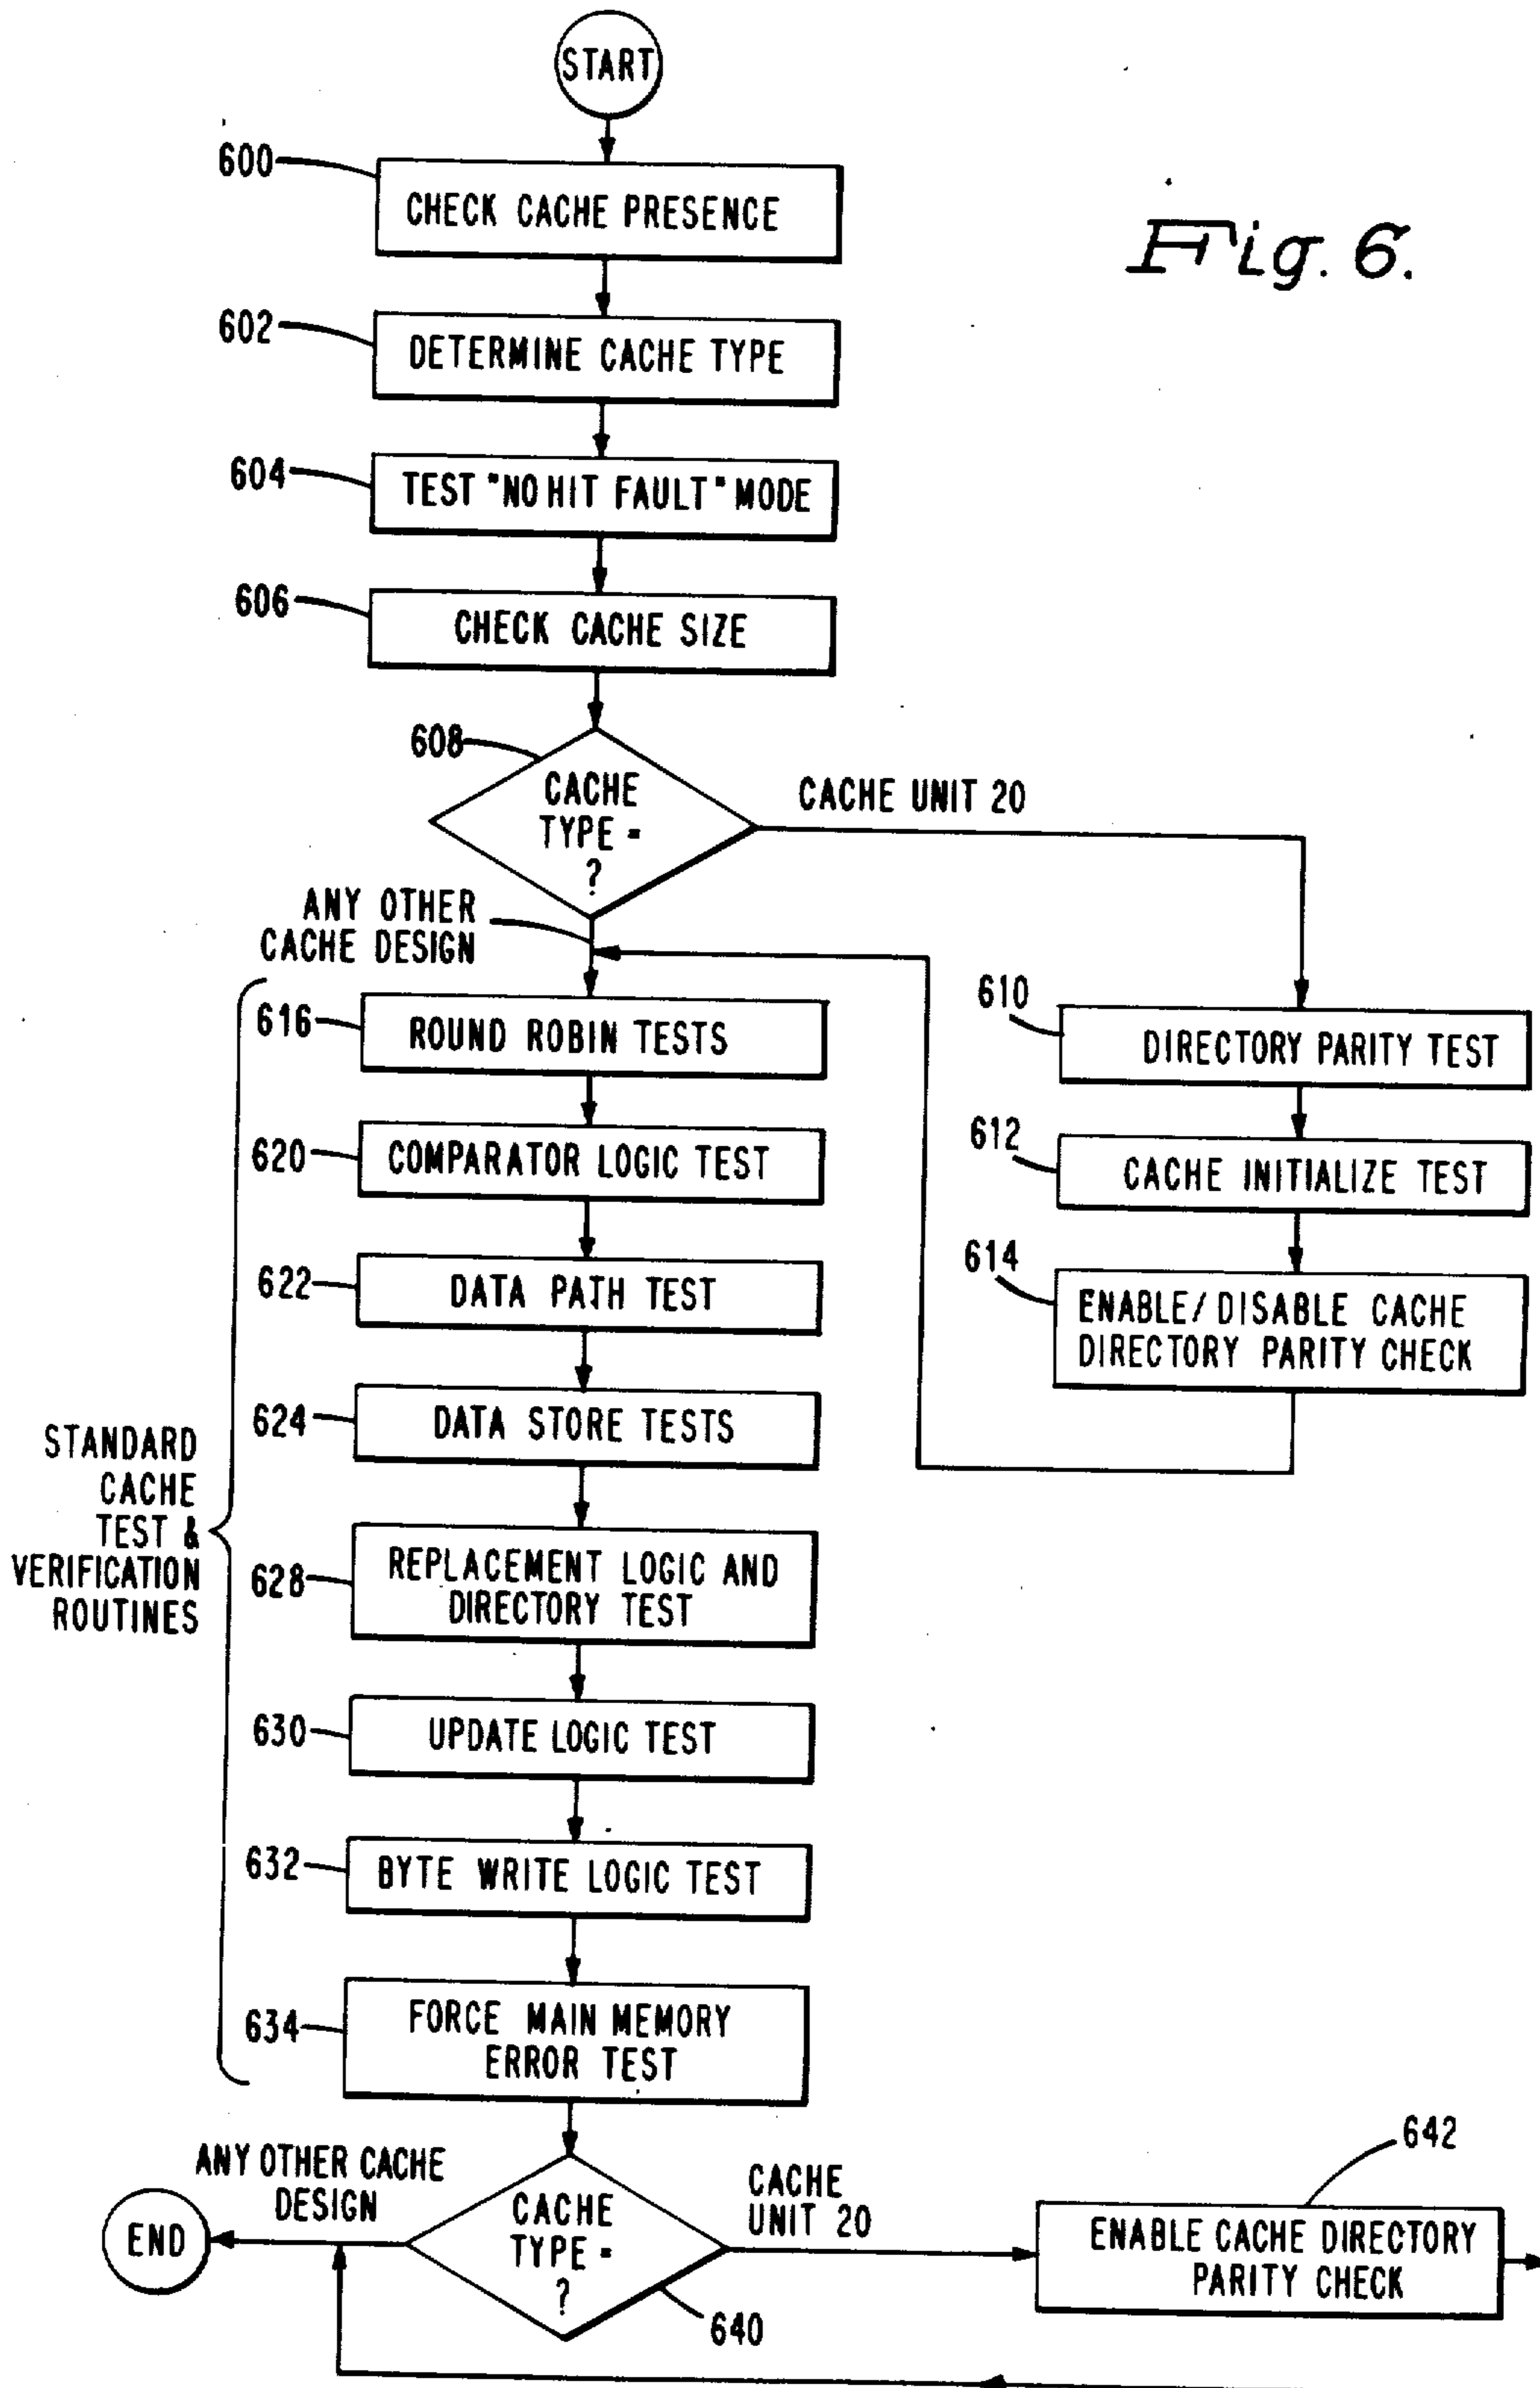 START
600
CHECK CACHE PRESENCE
Fig. 6.
602
DETERMINE CACHE TYPE
604
TEST "NO HIT FAULT" MODE
606
CHECK CACHE SIZE
608
CACHE
TYPE =
?
CACHE UNIT 20
ANY OTHER
CACHE DESIGN
610
DIRECTORY PARITY TEST
612
CACHE INITIALIZE TEST
614
ENABLE/DISABLE CACHE
DIRECTORY PARITY CHECK
STANDARD
CACHE
TEST &
VERIFICATION
ROUTINES
616
ROUND ROBIN TESTS
620
COMPARATOR LOGIC TEST
622
DATA PATH TEST
624
DATA STORE TESTS
628
REPLACEMENT LOGIC AND
DIRECTORY TEST
630
UPDATE LOGIC TEST
632
BYTE WRITE LOGIC TEST
634
FORCE MAIN MEMORY
ERROR TEST
ANY OTHER CACHE
DESIGN
END
CACHE
TYPE =
?
640
CACHE
UNIT 20
642
ENABLE CACHE DIRECTORY
PARITY CHECK